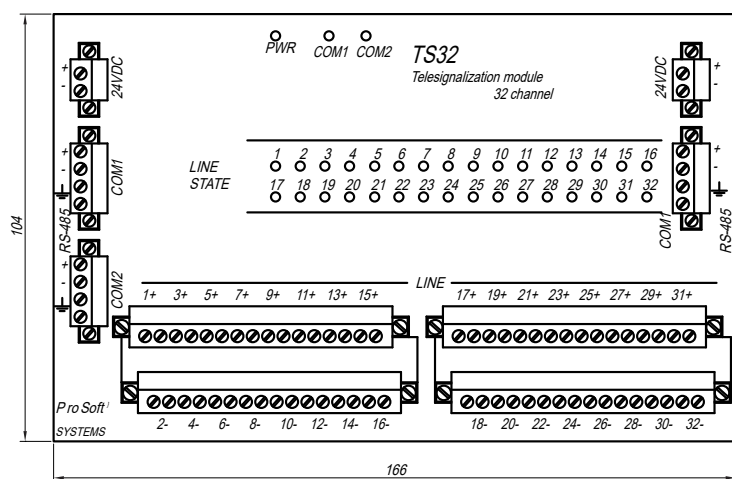 PWR COM1 COM2
TS32
Telesignalization module
32 channel
+ 24VDC
-
+ 24VDC
-
+ COM1
-
RS-485
+ COM1
-
RS-485
+ COM2
-
LINE
STATE
1 2 3 4 5 6 7 8 9 10 11 12 13 14 15 16
17 18 19 20 21 22 23 24 25 26 27 28 29 30 31 32
LINE
1+ 3+ 5+ 7+ 9+ 11+ 13+ 15+
17+ 19+ 21+ 23+ 25+ 27+ 29+ 31+
2- 4- 6- 8- 10- 12- 14- 16-
18- 20- 22- 24- 26- 28- 30- 32-
ProSoft
SYSTEMS
104
166